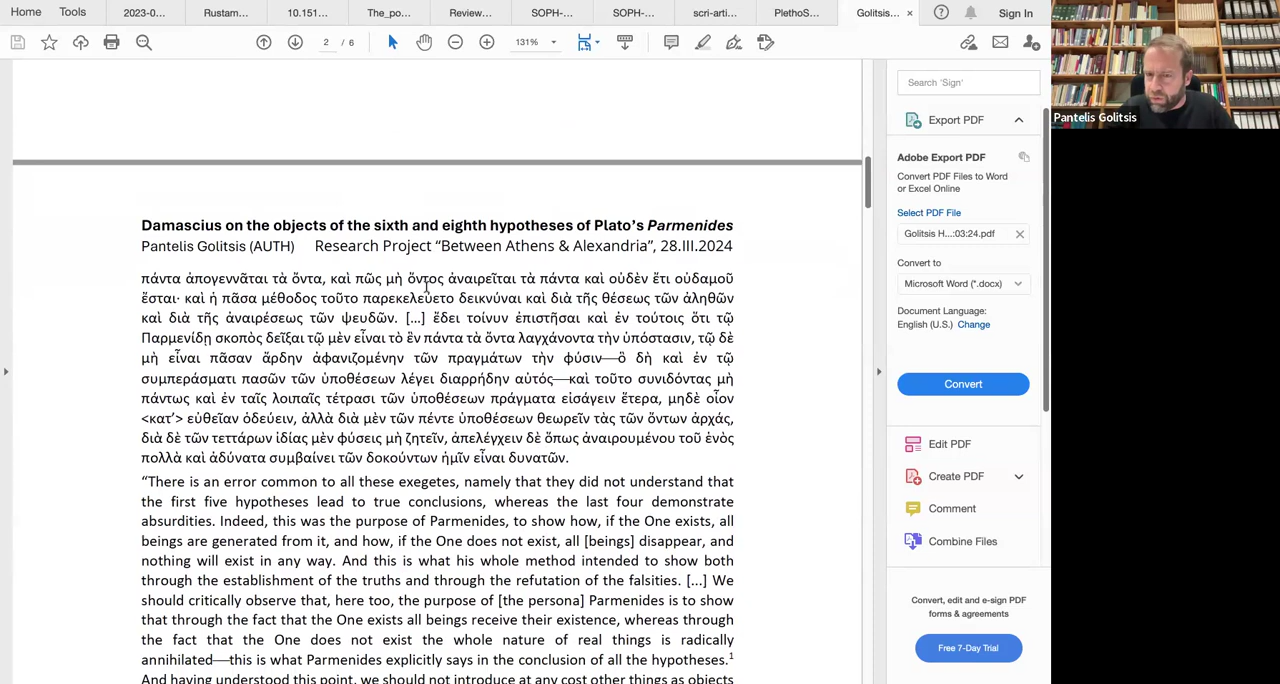 Home Tools 2023-0... Rustam... 10.151... The_po... Review... SOPH-... SOPH-... scri-arti... PlethoS... Golitsis... × Sign In
2 / 6 131%
Pantelis Golitsis
Search 'Sign'
Export PDF
Adobe Export PDF
Convert PDF Files to Word
or Excel Online
Select PDF File
Golitsis H...:03:24.pdf
Convert to
Microsoft Word (*.docx)
Document Language:
English (U.S.) Change
Convert
Edit PDF
Create PDF
Comment
Combine Files
Convert, edit and e-sign PDF
forms & agreements
Free 7-Day Trial
Damascius on the objects of the sixth and eighth hypotheses of Plato's Parmenides
Pantelis Golitsis (AUTH) Research Project “Between Athens & Alexandria”, 28.III.2024
πάντα ἀπογεννᾶται τὰ ὄντα, καὶ πῶς μὴ ὄντος ἀναιρεῖται τὰ πάντα καὶ οὐδὲν ἔτι οὐδαμοῦ
ἔσται· καὶ ἡ πᾶσα μέθοδος τοῦτο παρεκελεύετο δεικνύναι καὶ διὰ τῆς θέσεως τῶν ἀληθῶν
καὶ διὰ τῆς ἀναιρέσεως τῶν ψευδῶν. [...] ἔδει τοίνυν ἐπιστῆσαι καὶ ἐν τούτοις ὅτι τῷ
Παρμενίδῃ σκοπὸς δεῖξαι τῷ μὲν εἶναι τὸ ἓν πάντα τὰ ὄντα λαγχάνοντα τὴν ὑπόστασιν, τῷ δὲ
μὴ εἶναι πᾶσαν ἄρδην ἀφανιζομένην τῶν πραγμάτων τὴν φύσιν—ὃ δὴ καὶ ἐν τῷ
συμπεράσματι πασῶν τῶν ὑποθέσεων λέγει διαρρήδην αὐτός—καὶ τοῦτο συνιδόντας μὴ
πάντως καὶ ἐν ταῖς λοιπαῖς τέτρασι τῶν ὑποθέσεων πράγματα εἰσάγειν ἕτερα, μηδὲ οἷον
<κατ'> εὐθεῖαν ὁδεύειν, ἀλλὰ διὰ μὲν τῶν πέντε ὑποθέσεων θεωρεῖν τὰς τῶν ὄντων ἀρχάς,
διὰ δὲ τῶν τεττάρων ἰδίας μὲν φύσεις μὴ ζητεῖν, ἀπελέγχειν δὲ ὅπως ἀναιρουμένου τοῦ ἑνὸς
πολλὰ καὶ ἀδύνατα συμβαίνει τῶν δοκούντων ἡμῖν εἶναι δυνατῶν.
“There is an error common to all these exegetes, namely that they did not understand that
the first five hypotheses lead to true conclusions, whereas the last four demonstrate
absurdities. Indeed, this was the purpose of Parmenides, to show how, if the One exists, all
beings are generated from it, and how, if the One does not exist, all [beings] disappear, and
nothing will exist in any way. And this is what his whole method intended to show both
through the establishment of the truths and through the refutation of the falsities. [...] We
should critically observe that, here too, the purpose of [the persona] Parmenides is to show
that through the fact that the One exists all beings receive their existence, whereas through
the fact that the One does not exist the whole nature of real things is radically
annihilated—this is what Parmenides explicitly says in the conclusion of all the hypotheses.¹
And having understood this point, we should not introduce at any cost other things as objects